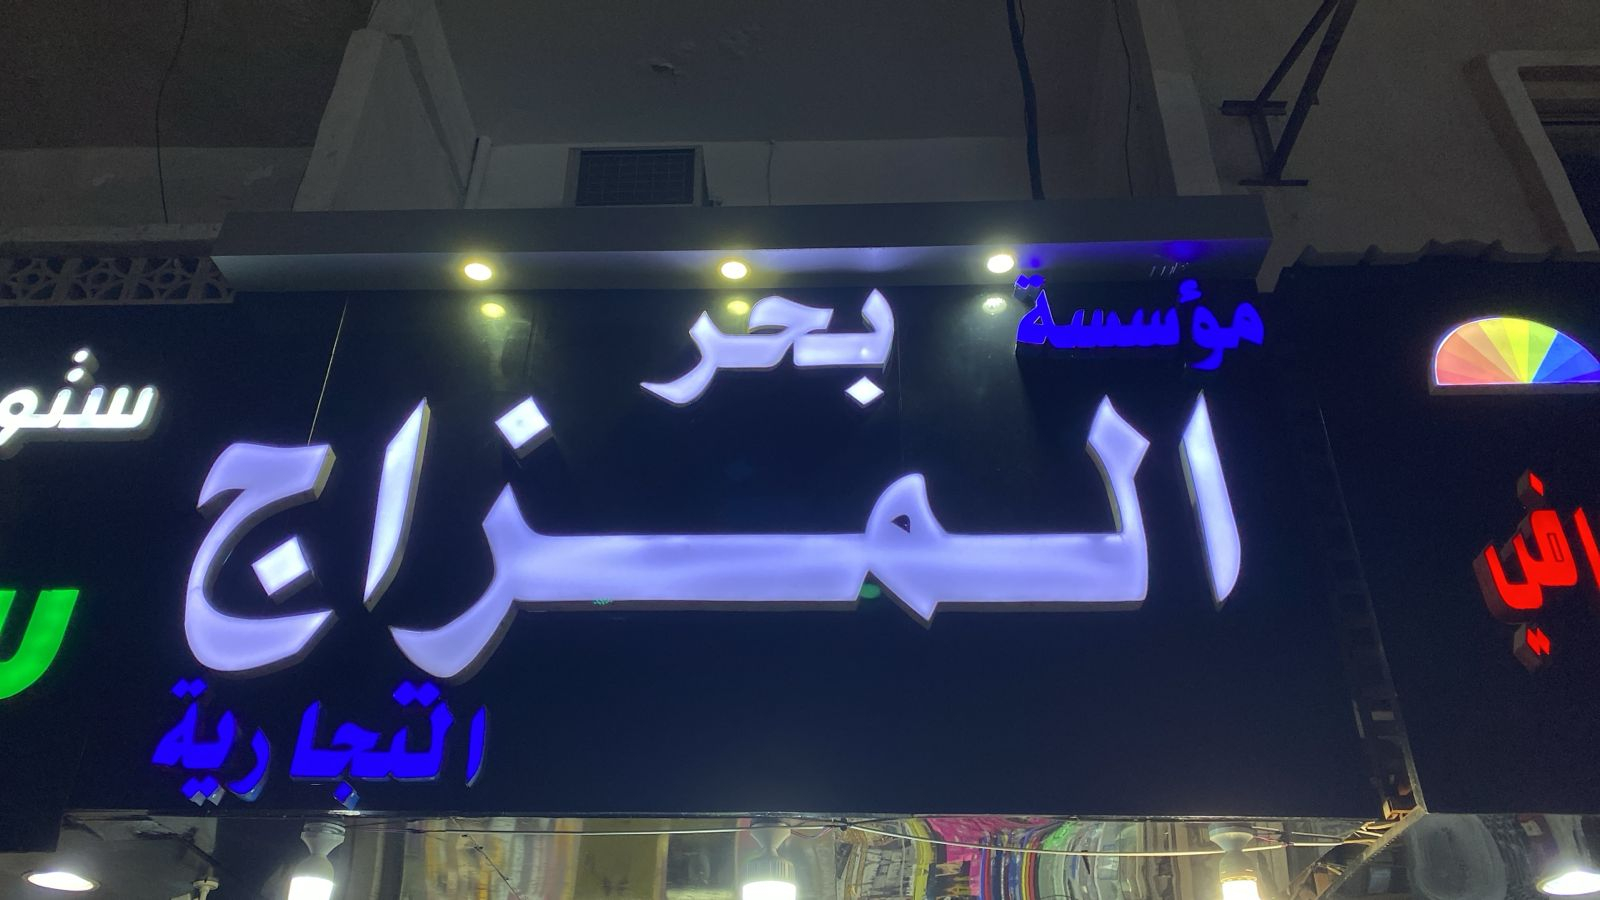 مؤسسة
بحر
المزاج
التجارية